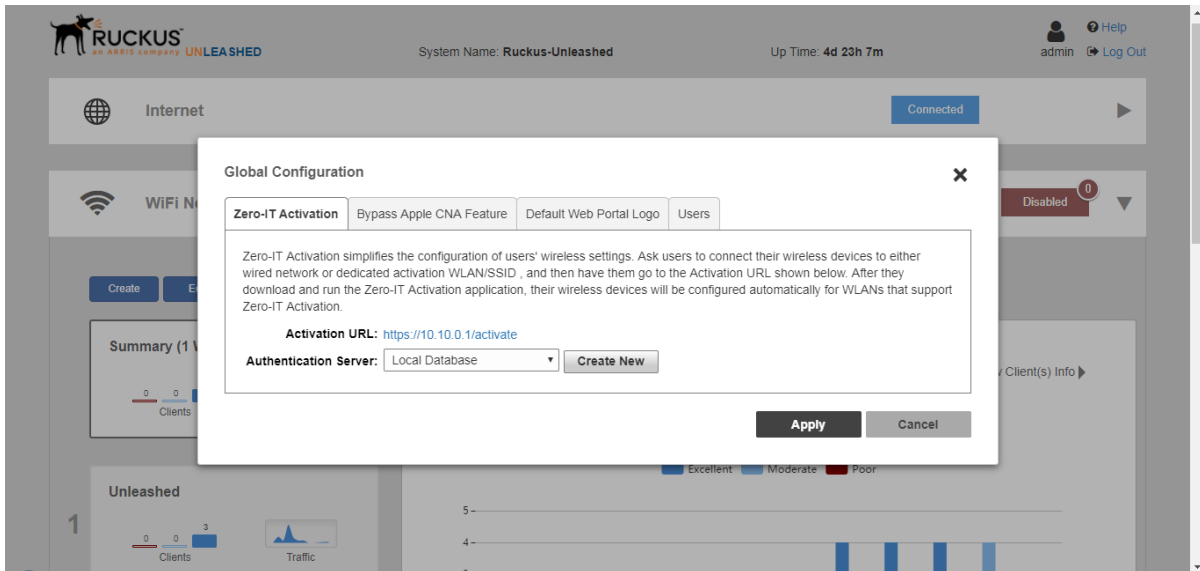 RUCKUS
an ARRIS company UNLEASHED
System Name: Ruckus-Unleashed
Up Time: 4d 23h 7m
admin
Help
Log Out
Internet
Connected
WiFi N
Disabled
0
Global Configuration
Zero-IT Activation
Bypass Apple CNA Feature
Default Web Portal Logo
Users
Zero-IT Activation simplifies the configuration of users' wireless settings. Ask users to connect their wireless devices to either
wired network or dedicated activation WLAN/SSID , and then have them go to the Activation URL shown below. After they
download and run the Zero-IT Activation application, their wireless devices will be configured automatically for WLANs that support
Zero-IT Activation.
Activation URL: https://10.10.0.1/activate
Authentication Server: Local Database
Create New
Apply
Cancel
Create
E
Summary (1
0 0
Clients
Client(s) Info
Excellent Moderate Poor
Unleashed
1
0 0 3
Clients
Traffic
5
4